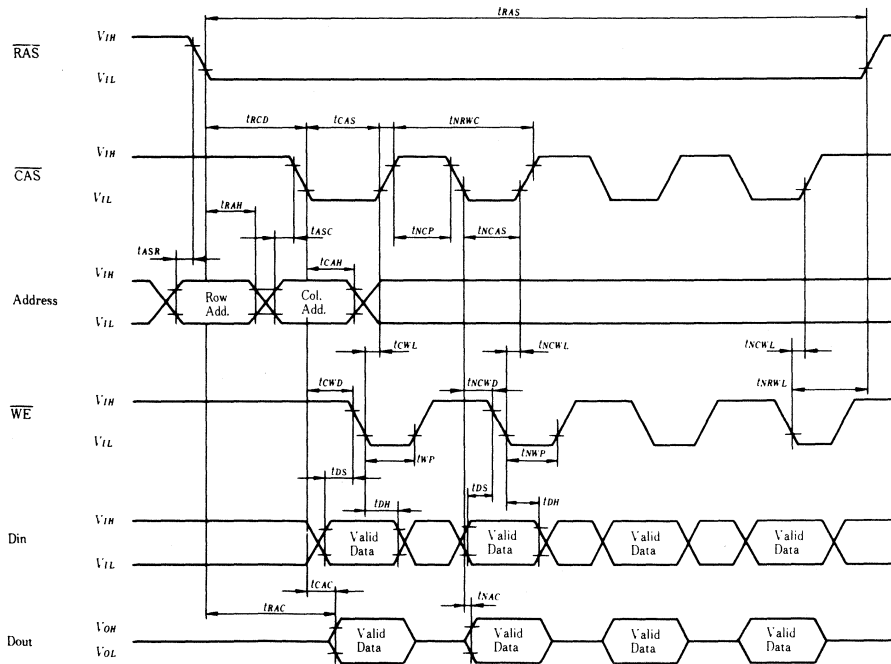 tRAS
RAS
VIH
VIL
tRCD
tCAS
tNRWC
CAS
VIH
VIL
tRAH
tASC
tNCP
tNCAS
tASR
tCAH
Address
VIH
VIL
Row Add.
Col. Add.
tCWL
tNCWL
tNCWL
tCWD
tNCWD
tNRWL
WE
VIH
VIL
tWP
tNWP
tDS
tDS
tDH
tDH
Din
VIH
VIL
Valid Data
Valid Data
Valid Data
Valid Data
tCAC
tNAC
tRAC
Dout
VOH
VOL
Valid Data
Valid Data
Valid Data
Valid Data